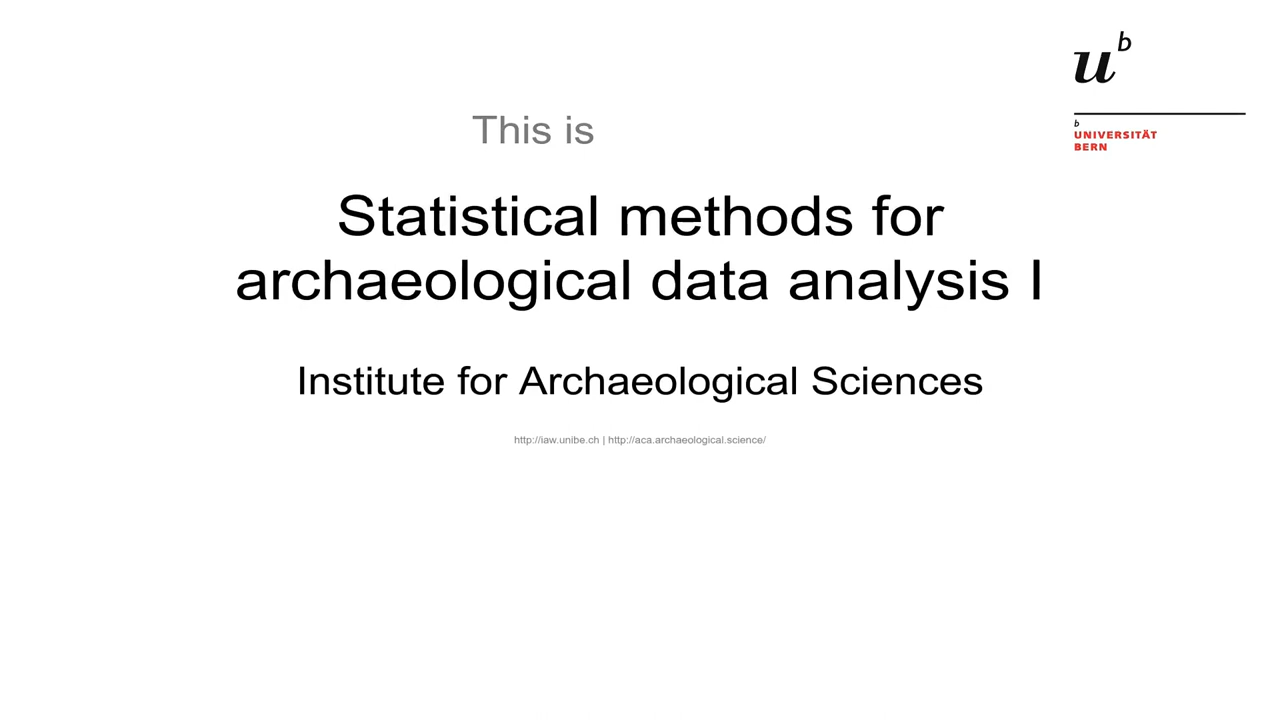 u
b
b
UNIVERSITÄT
BERN
This is
Statistical methods for
archaeological data analysis I
Institute for Archaeological Sciences
http://iaw.unibe.ch | http://aca.archaeological.science/